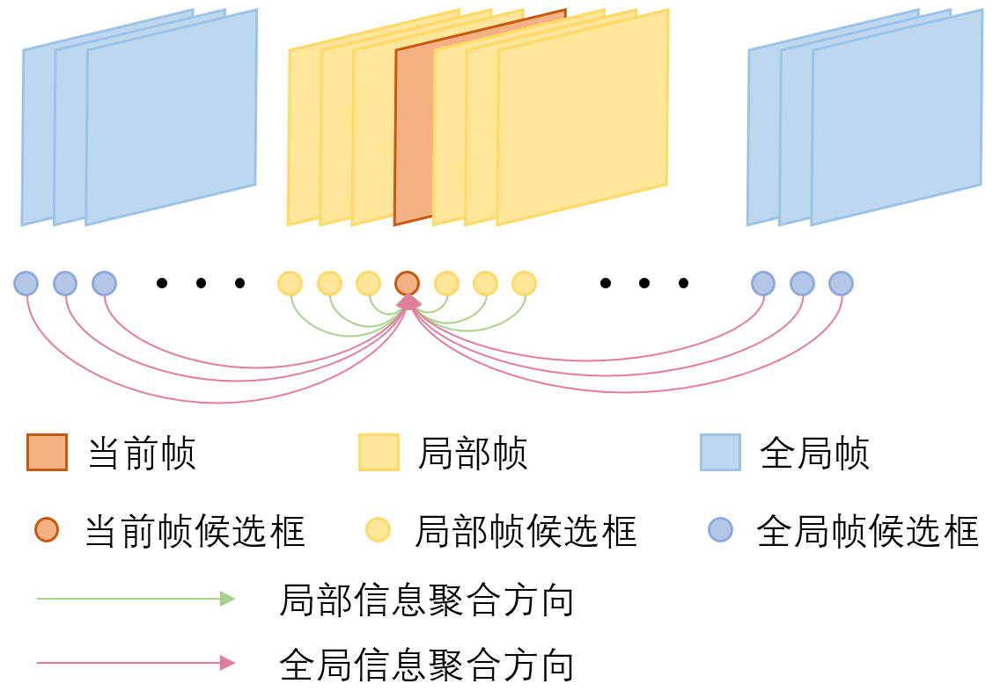 当前帧
局部帧
全局帧
当前帧候选框
局部帧候选框
全局帧候选框
局部信息聚合方向
全局信息聚合方向